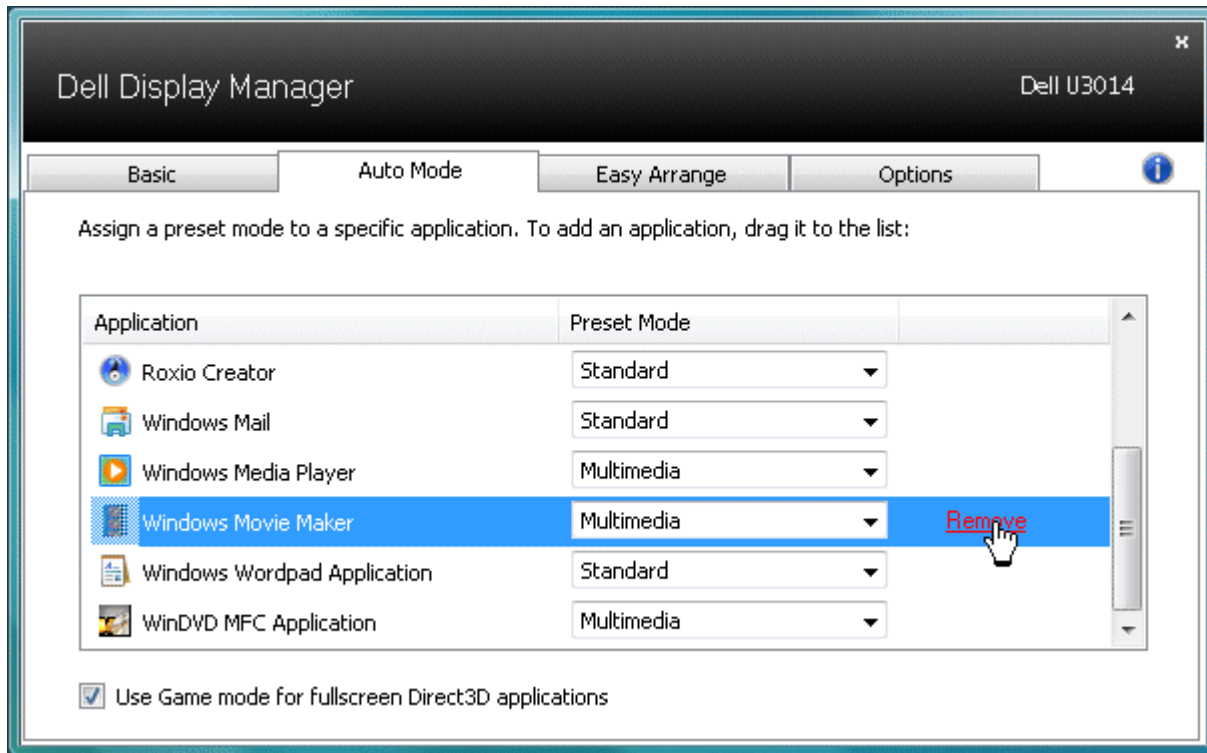 Dell Display Manager
Dell U3014
Basic
Auto Mode
Easy Arrange
Options
Assign a preset mode to a specific application. To add an application, drag it to the list:
Application Preset Mode
Roxio Creator Standard
Windows Mail Standard
Windows Media Player Multimedia
Windows Movie Maker Multimedia Remove
Windows Wordpad Application Standard
WinDVD MFC Application Multimedia
Use Game mode for fullscreen Direct3D applications